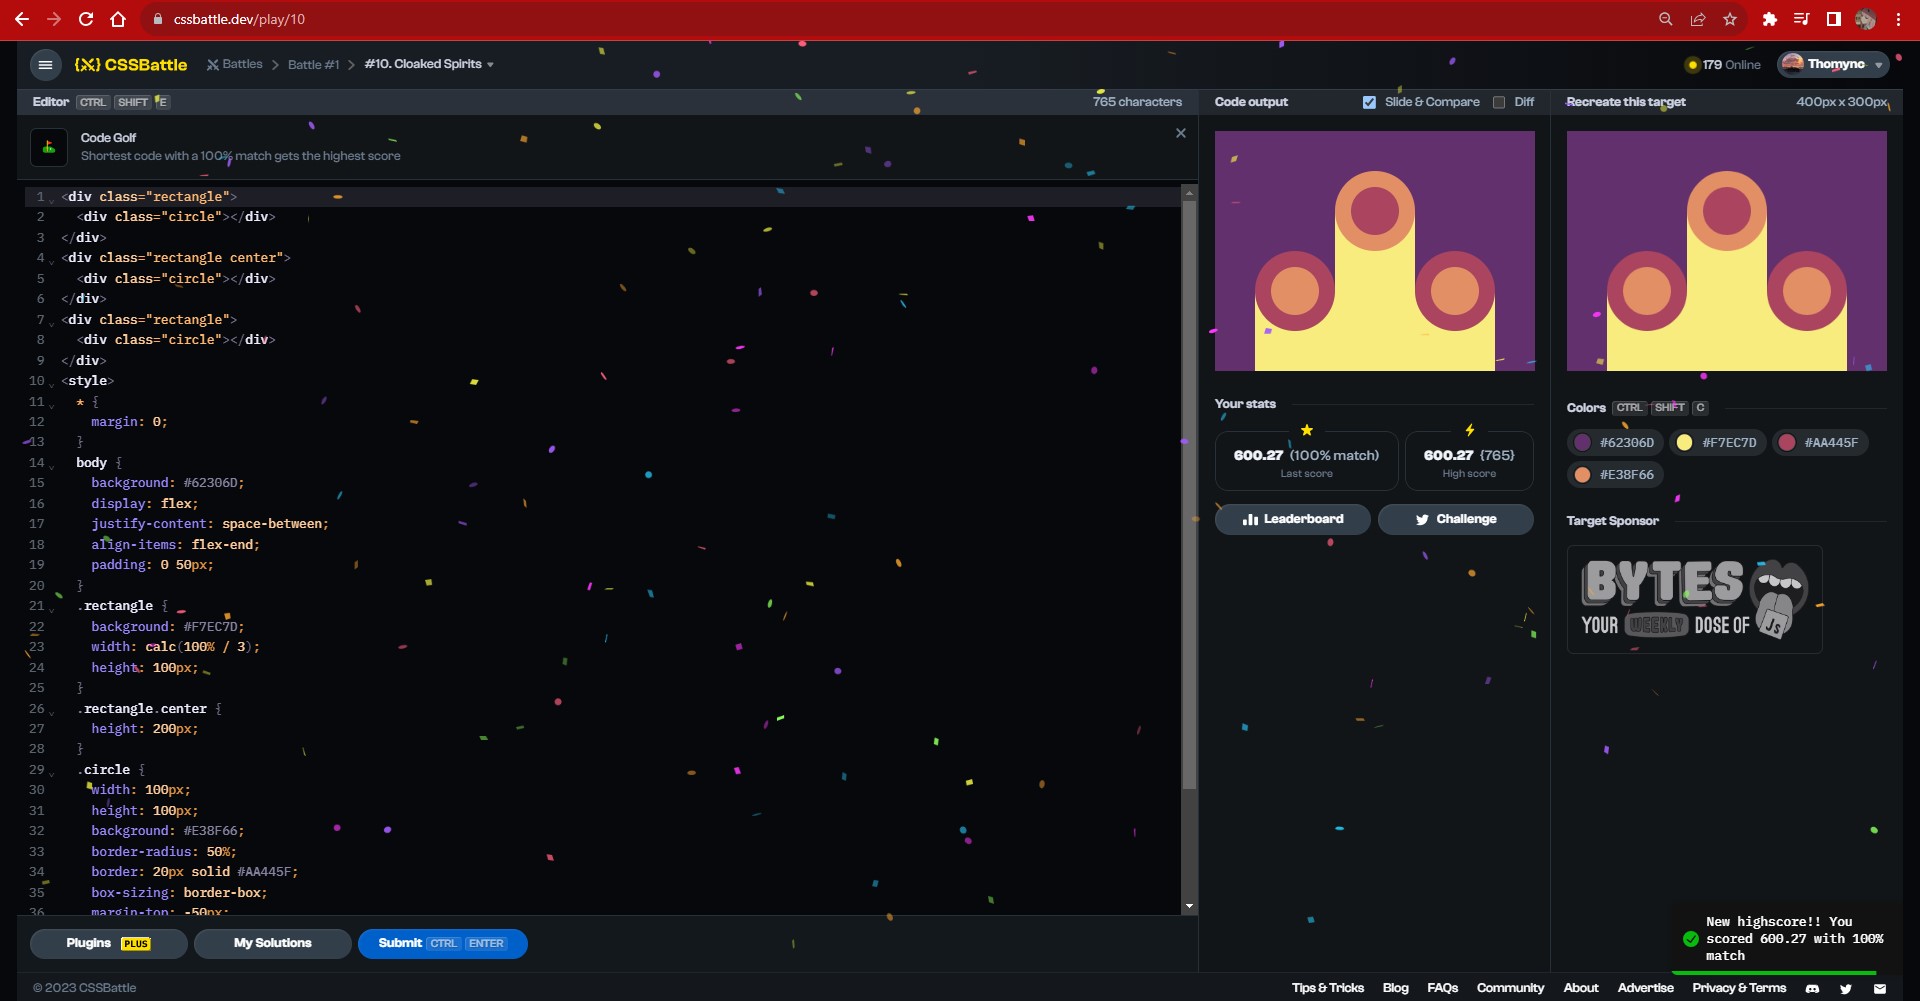 cssbattle.dev/play/10
CSSBattle
Battles
Battle #1
#10. Cloaked Spirits
179 Online
Thomync
Editor CTRL SHIFT E
765 characters
Code output
Slide & Compare
Diff
Recreate this target
400px x 300px
Code Golf
Shortest code with a 100% match gets the highest score
1 <div class="rectangle">
2 <div class="circle"></div>
3 </div>
4 <div class="rectangle center">
5 <div class="circle"></div>
6 </div>
7 <div class="rectangle">
8 <div class="circle"></div>
9 </div>
10 <style>
11 * {
12 margin: 0;
13 }
14 body {
15 background: #62306D;
16 display: flex;
17 justify-content: space-between;
18 align-items: flex-end;
19 padding: 0 50px;
20 }
21 .rectangle {
22 background: #F7EC7D;
23 width: calc(100% / 3);
24 height: 100px;
25 }
26 .rectangle.center {
27 height: 200px;
28 }
29 .circle {
30 width: 100px;
31 height: 100px;
32 background: #E38F66;
33 border-radius: 50%;
34 border: 20px solid #AA445F;
35 box-sizing: border-box;
36 margin-top: -50px;
Plugins PLUS
My Solutions
Submit CTRL ENTER
Your stats
600.27 (100% match)
Last score
600.27 {765}
High score
Leaderboard
Challenge
Colors CTRL SHIFT C
#62306D
#F7EC7D
#AA445F
#E38F66
Target Sponsor
BYTES
YOUR WEEKLY DOSE OF
Js
New highscore!! You
scored 600.27 with 100%
match
© 2023 CSSBattle
Tips & Tricks
Blog
FAQs
Community
About
Advertise
Privacy & Terms